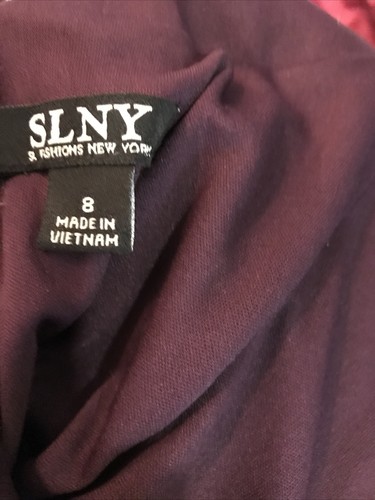 SLNY
SL FASHIONS NEW YORK
8
MADE IN
VIETNAM